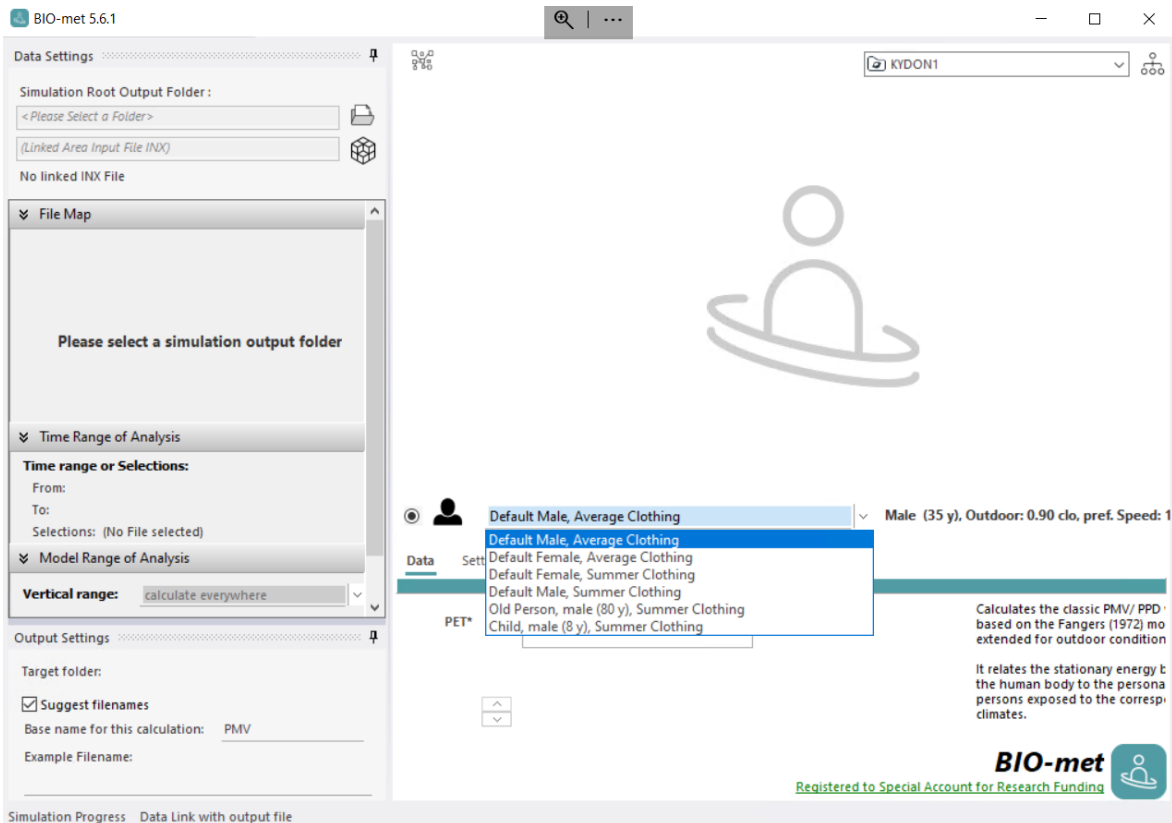 BIO-met 5.6.1
Data Settings
Simulation Root Output Folder :
<Please Select a Folder>
(Linked Area Input File INX)
No linked INX File
File Map
Please select a simulation output folder
Time Range of Analysis
Time range or Selections:
From:
To:
Selections: (No File selected)
Model Range of Analysis
Vertical range: calculate everywhere
Output Settings
Target folder:
Suggest filenames
Base name for this calculation: PMV
Example Filename:
Simulation Progress Data Link with output file
KYDON1
Default Male, Average Clothing
Male (35 y), Outdoor: 0.90 clo, pref. Speed: 1
Default Male, Average Clothing
Default Female, Average Clothing
Default Female, Summer Clothing
Default Male, Summer Clothing
Old Person, male (80 y), Summer Clothing
Child, male (8 y), Summer Clothing
Data Sett
PET*
Calculates the classic PMV/ PPD
based on the Fangers (1972) mo
extended for outdoor condition
It relates the stationary energy b
the human body to the persona
persons exposed to the corresp
climates.
BIO-met
Registered to Special Account for Research Funding